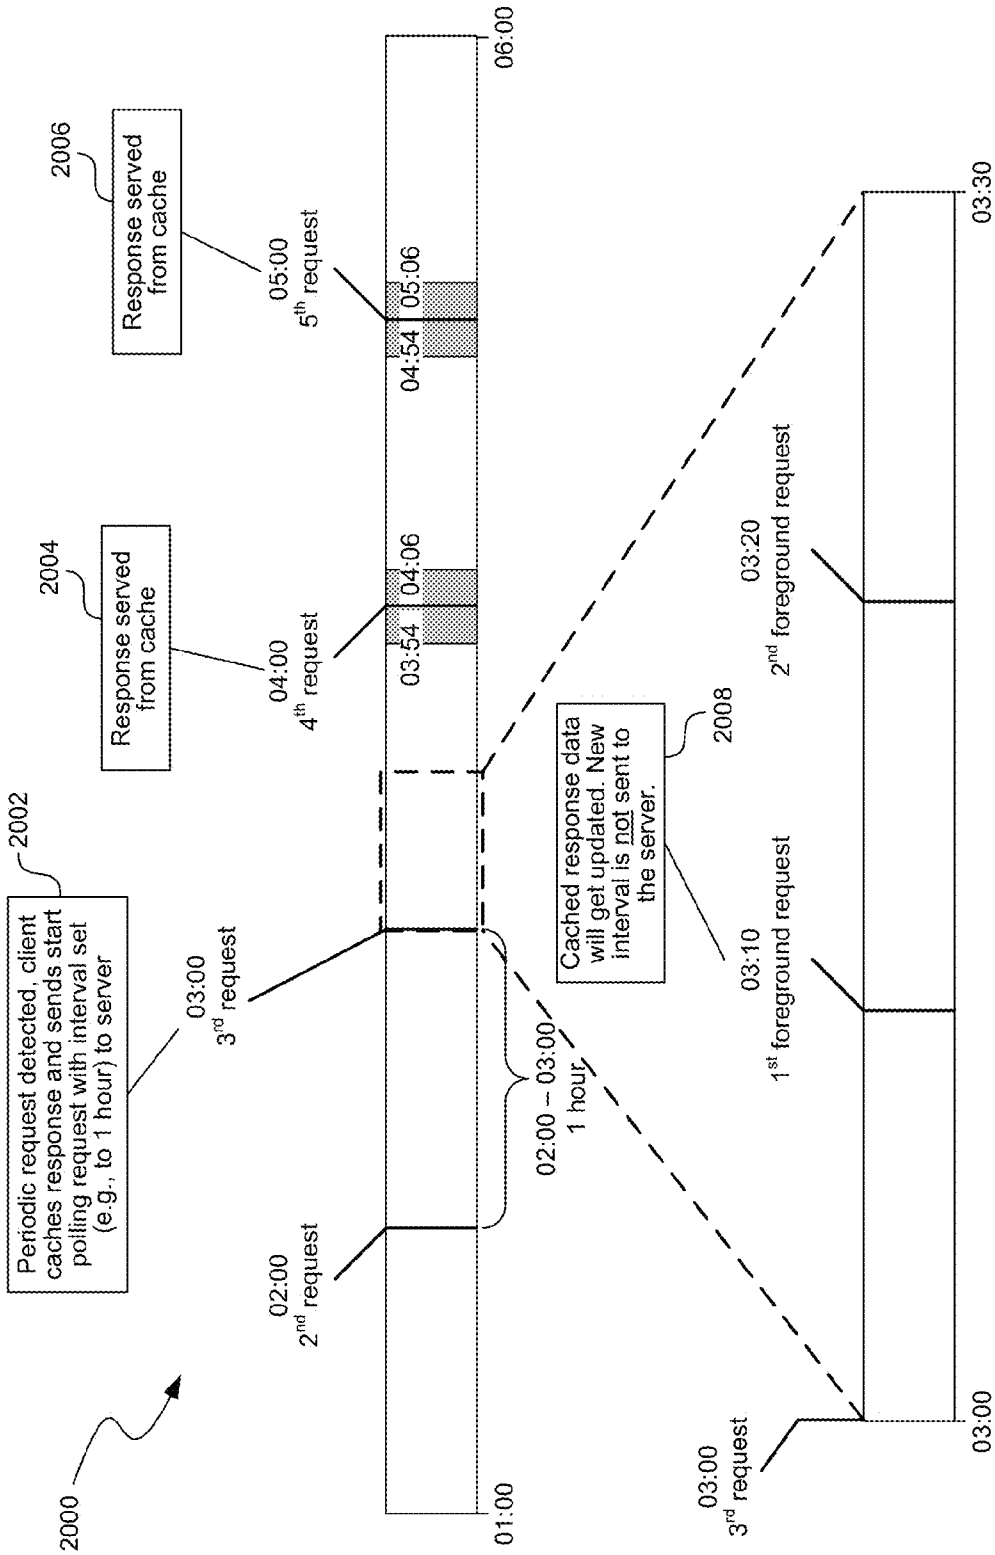 2000
Periodic request detected, client
caches response and sends start
polling request with interval set
(e.g., to 1 hour) to server
2002
Response served
from cache
2004
Response served
from cache
2006
02:00
2nd request
03:00
3rd request
04:00
4th request
05:00
5th request
03:54
04:06
04:54
05:06
01:00
06:00
02:00 – 03:00
1 hour
Cached response data
will get updated. New
interval is not sent to
the server.
2008
03:00
3rd request
03:10
1st foreground request
03:20
2nd foreground request
03:00
03:30